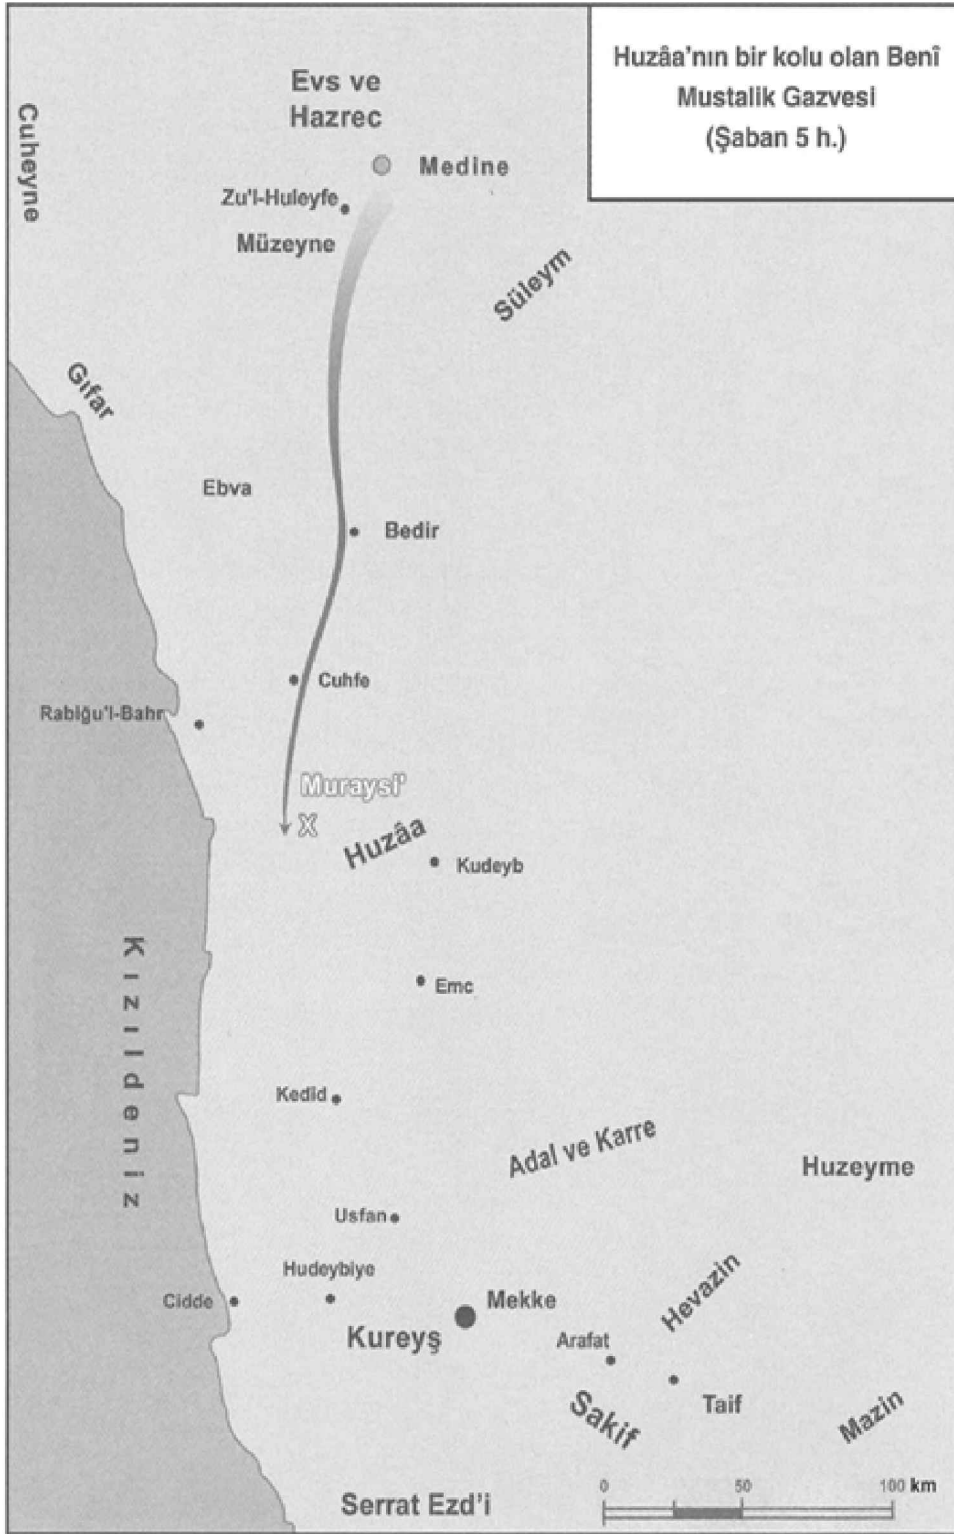 Huzâa'nın bir kolu olan Benî
Mustalik Gazvesi
(Şaban 5 h.)
Evs ve
Hazrec
Cuheyne
Medine
Zu'l-Huleyfe
Müzeyne
Süleym
Gıfar
Ebva
Bedir
Cuhfe
Rabiğu'l-Bahr
Muraysi'
X
Huzâa
Kudeyb
Kızıldeniz
Emc
Kedîd
Adal ve Karre
Huzeyme
Usfan
Hudeybiye
Hevazin
Cidde
Mekke
Kureyş
Arafat
Taif
Sakif
Mazin
Serrat Ezd'i
0 50 100 km